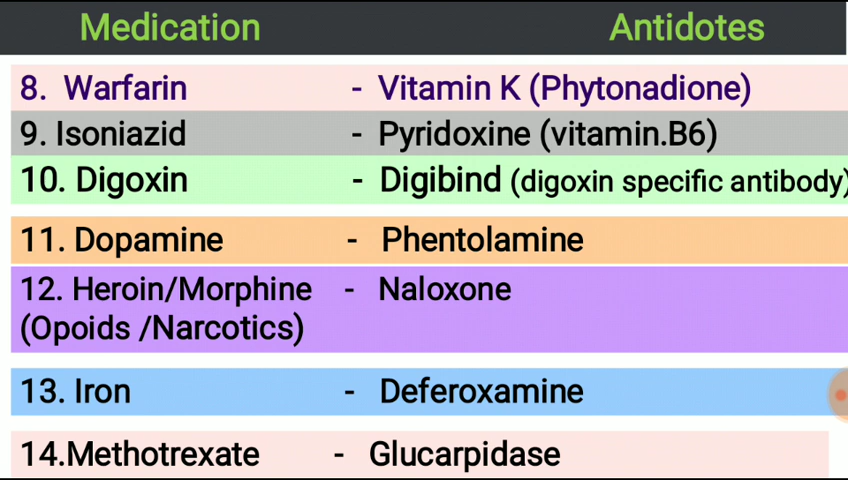 Medication Antidotes
8. Warfarin - Vitamin K (Phytonadione)
9. Isoniazid - Pyridoxine (vitamin.B6)
10. Digoxin - Digibind (digoxin specific antibody)
11. Dopamine - Phentolamine
12. Heroin/Morphine - Naloxone
(Opoids /Narcotics)
13. Iron - Deferoxamine
14.Methotrexate - Glucarpidase